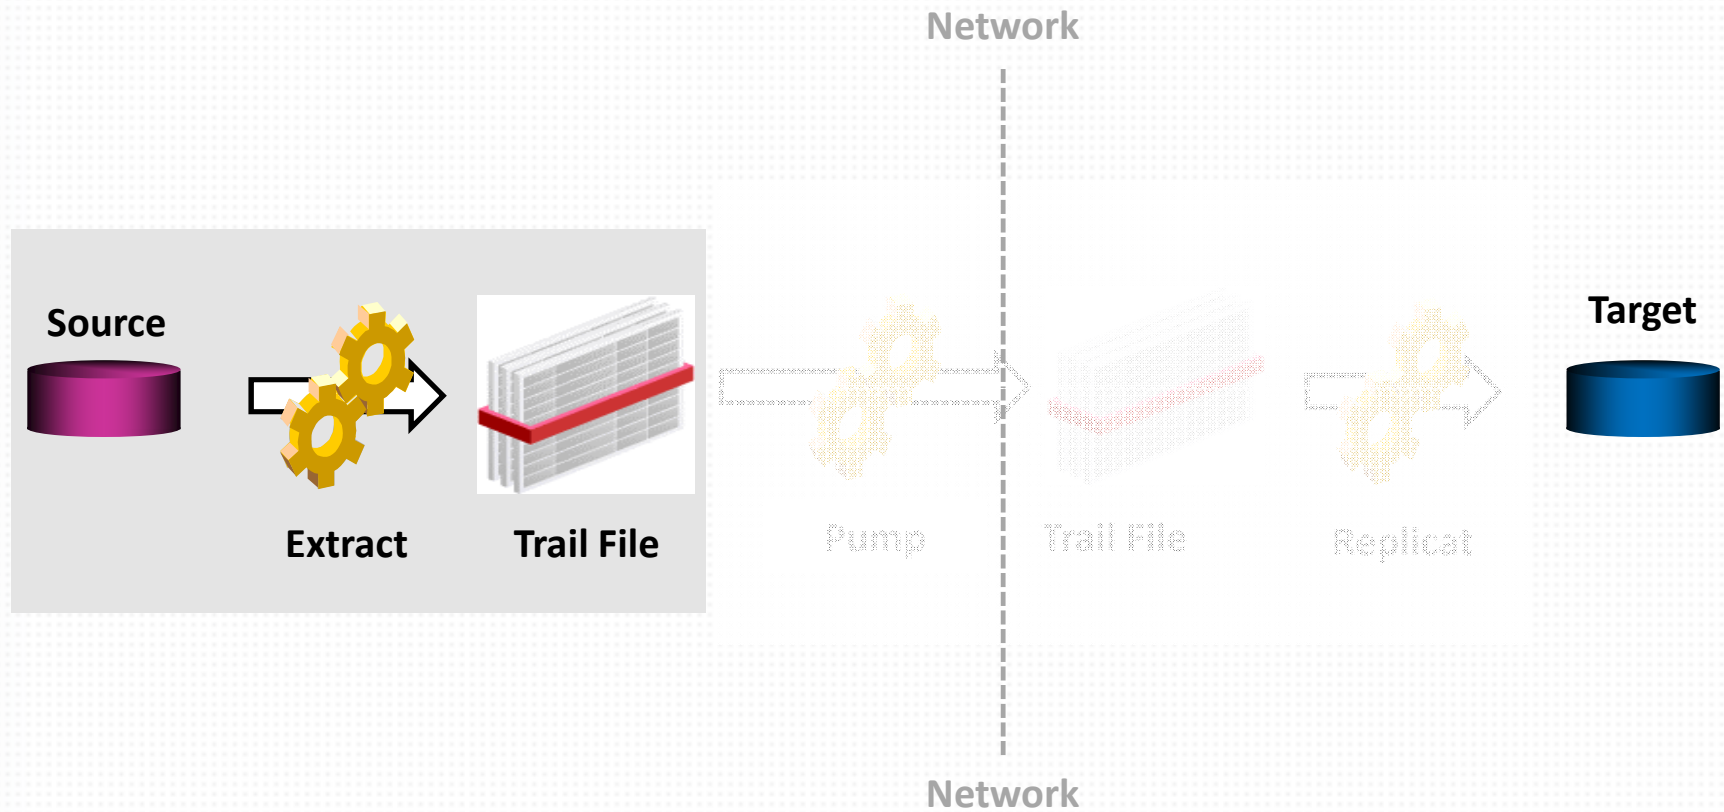 Network
Source
Target
Extract
Trail File
Pump
Trail File
Replicat
Network